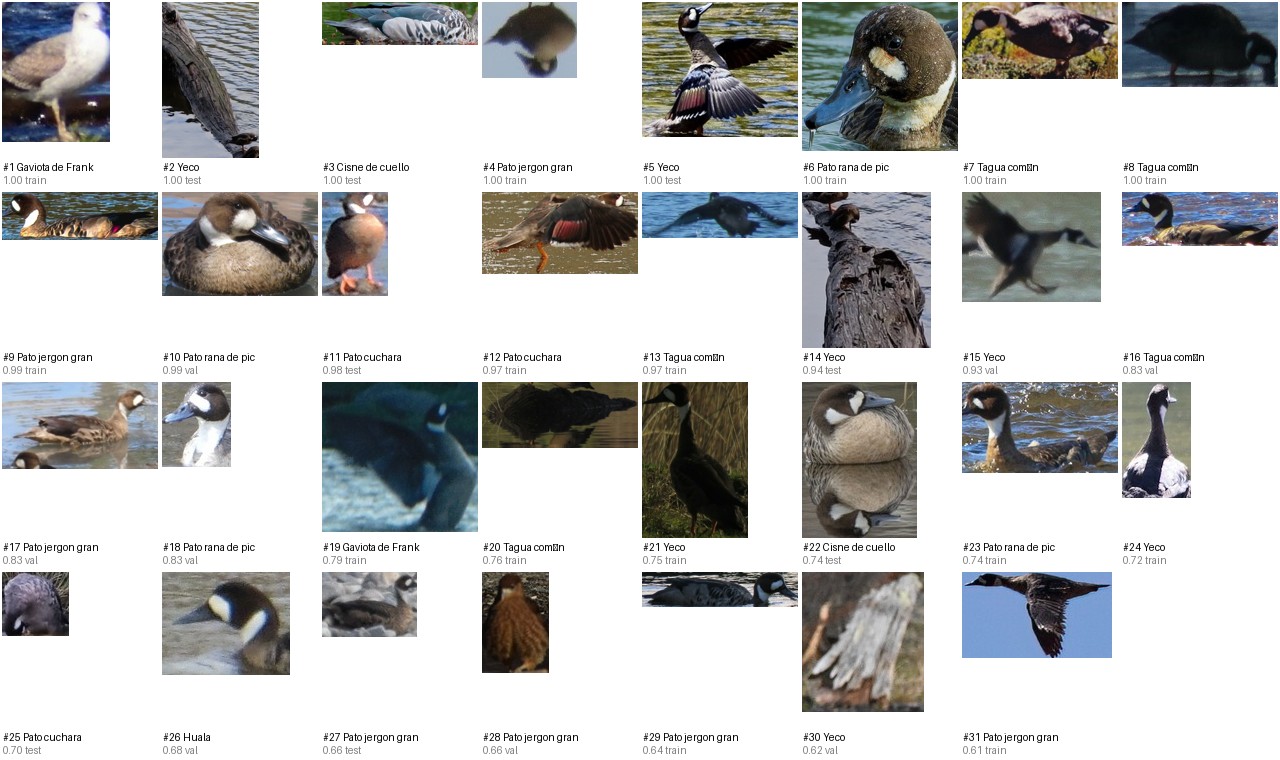 #1 Gaviota de Frank
1.00 train
#2 Yeco
1.00 test
#3 Cisne de cuello
1.00 test
#4 Pato jergon gran
1.00 train
#5 Yeco
1.00 test
#6 Pato rana de pic
1.00 train
#7 Tagua com▯n
1.00 train
#8 Tagua com▯n
1.00 train
#9 Pato jergon gran
0.99 train
#10 Pato rana de pic
0.99 val
#11 Pato cuchara
0.98 test
#12 Pato cuchara
0.97 train
#13 Tagua com▯n
0.97 train
#14 Yeco
0.94 test
#15 Yeco
0.93 val
#16 Tagua com▯n
0.83 val
#17 Pato jergon gran
0.83 val
#18 Pato rana de pic
0.83 val
#19 Gaviota de Frank
0.79 train
#20 Tagua com▯n
0.76 train
#21 Yeco
0.75 train
#22 Cisne de cuello
0.74 test
#23 Pato rana de pic
0.74 train
#24 Yeco
0.72 train
#25 Pato cuchara
0.70 test
#26 Huala
0.68 val
#27 Pato jergon gran
0.66 test
#28 Pato jergon gran
0.66 val
#29 Pato jergon gran
0.64 train
#30 Yeco
0.62 val
#31 Pato jergon gran
0.61 train